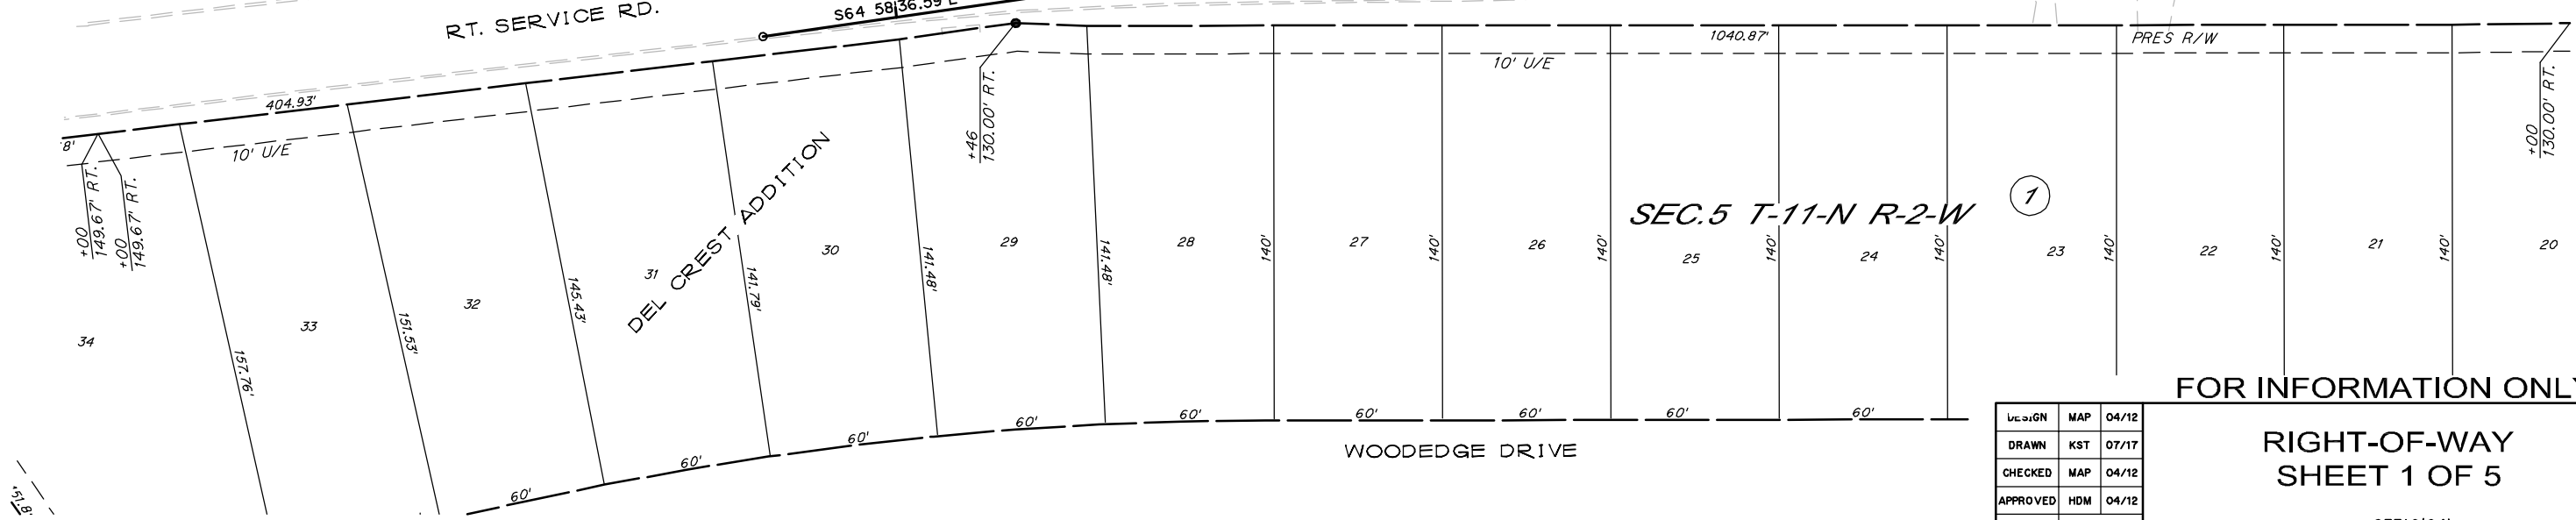 RT. SERVICE RD.
S64 58'36.59"E
404.93'
10' U/E
8'
+00
149.67' RT.
+00
149.67' RT.
DEL CREST ADDITION
+46
130.00' RT.
1040.87'
10' U/E
PRES R/W
+00
130.00' RT.
SEC.5 T-11-N R-2-W
1
34
157.76'
33
151.53'
32
145.43'
31
141.79'
30
141.48'
29
141.48'
28
140'
27
140'
26
140'
25
140'
24
140'
23
140'
22
140'
21
140'
20
60'
60'
60'
60'
60'
60'
60'
60'
60'
WOODEDGE DRIVE
FOR INFORMATION ONLY
DESIGN MAP 04/12
DRAWN KST 07/17
CHECKED MAP 04/12
APPROVED HDM 04/12
RIGHT-OF-WAY
SHEET 1 OF 5